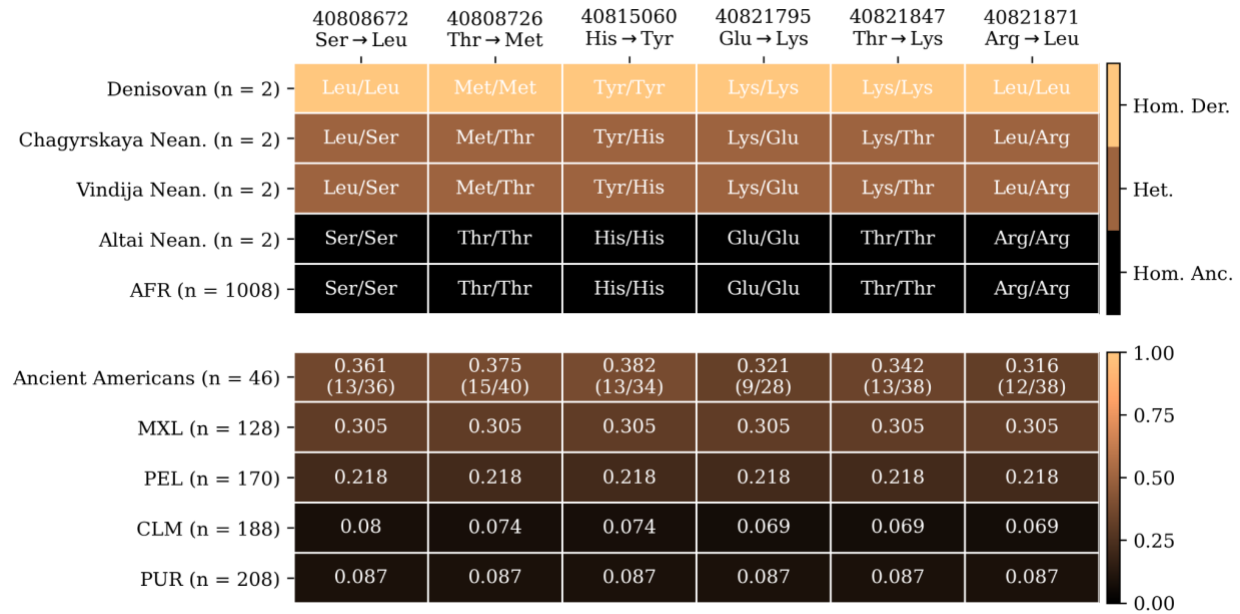 40808672 40808726 40815060 40821795 40821847 40821871
Ser→Leu Thr→Met His→Tyr Glu→Lys Thr→Lys Arg→Leu
Denisovan (n = 2) Leu/Leu Met/Met Tyr/Tyr Lys/Lys Lys/Lys Leu/Leu
Hom. Der.
Chagyrskaya Nean. (n = 2) Leu/Ser Met/Thr Tyr/His Lys/Glu Lys/Thr Leu/Arg
Vindija Nean. (n = 2) Leu/Ser Met/Thr Tyr/His Lys/Glu Lys/Thr Leu/Arg
Het.
Altai Nean. (n = 2) Ser/Ser Thr/Thr His/His Glu/Glu Thr/Thr Arg/Arg
Hom. Anc.
AFR (n = 1008) Ser/Ser Thr/Thr His/His Glu/Glu Thr/Thr Arg/Arg
1.00
0.361 0.375 0.382 0.321 0.342 0.316
Ancient Americans (n = 46)
(13/36) (15/40) (13/34) (9/28) (13/38) (12/38)
0.75
MXL (n = 128) 0.305 0.305 0.305 0.305 0.305 0.305
PEL (n = 170) 0.218 0.218 0.218 0.218 0.218 0.218
0.50
CLM (n = 188) 0.08 0.074 0.074 0.069 0.069 0.069
0.25
PUR (n = 208) 0.087 0.087 0.087 0.087 0.087 0.087
0.00